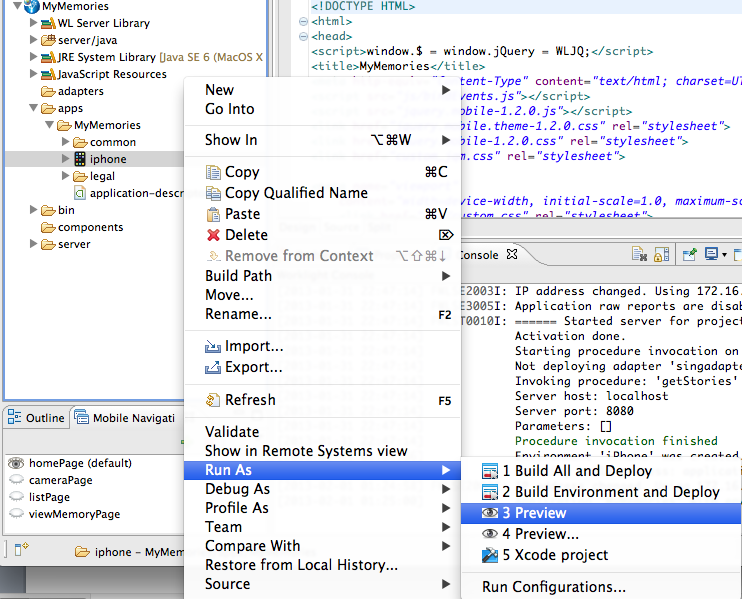 MyMemories
WL Server Library
server/java
JRE System Library [Java SE 6 (MacOS X
JavaScript Resources
adapters
apps
MyMemories
common
iphone
legal
application-descr
bin
components
server
<!DOCTYPE HTML>
<html>
<head>
<script>window.$ = window.jQuery = WLJQ;</script>
<title>MyMemories</title>
"Content-Type" content="text/html; charset=UT
vents.js"></script>
obile-1.2.0.js"></script>
bile.theme-1.2.0.css" rel="stylesheet">
bile-1.2.0.css" rel="stylesheet">
m.css" rel="stylesheet">
vice-width, initial-scale=1.0, maximum-sc
ustom.css" rel="stylesheet">
New
Go Into
Show In ⌥⌘W
Copy ⌘C
Copy Qualified Name
Paste ⌘V
Delete ⌦
Remove from Context ⌥⇧⌘↓
Build Path
Move...
Rename... F2
Import...
Export...
Refresh F5
Validate
Show in Remote Systems view
Run As
Debug As
Profile As
Team
Compare With
Restore from Local History...
Source
onsole
E2003I: IP address changed. Using 172.16.
E3005I: Application raw reports are disab
T0010I: ====== Started server for project
Activation done.
Starting procedure invocation on
Not deploying adapter 'singadapte
Invoking procedure: 'getStories'
Server host: localhost
Server port: 8080
Parameters: []
Procedure invocation finished
Environment 'iPhone' was created
1 Build All and Deploy
2 Build Environment and Deploy
3 Preview
4 Preview...
5 Xcode project
Run Configurations...
Outline
Mobile Navigati
homePage (default)
cameraPage
listPage
viewMemoryPage
iphone – MyMem